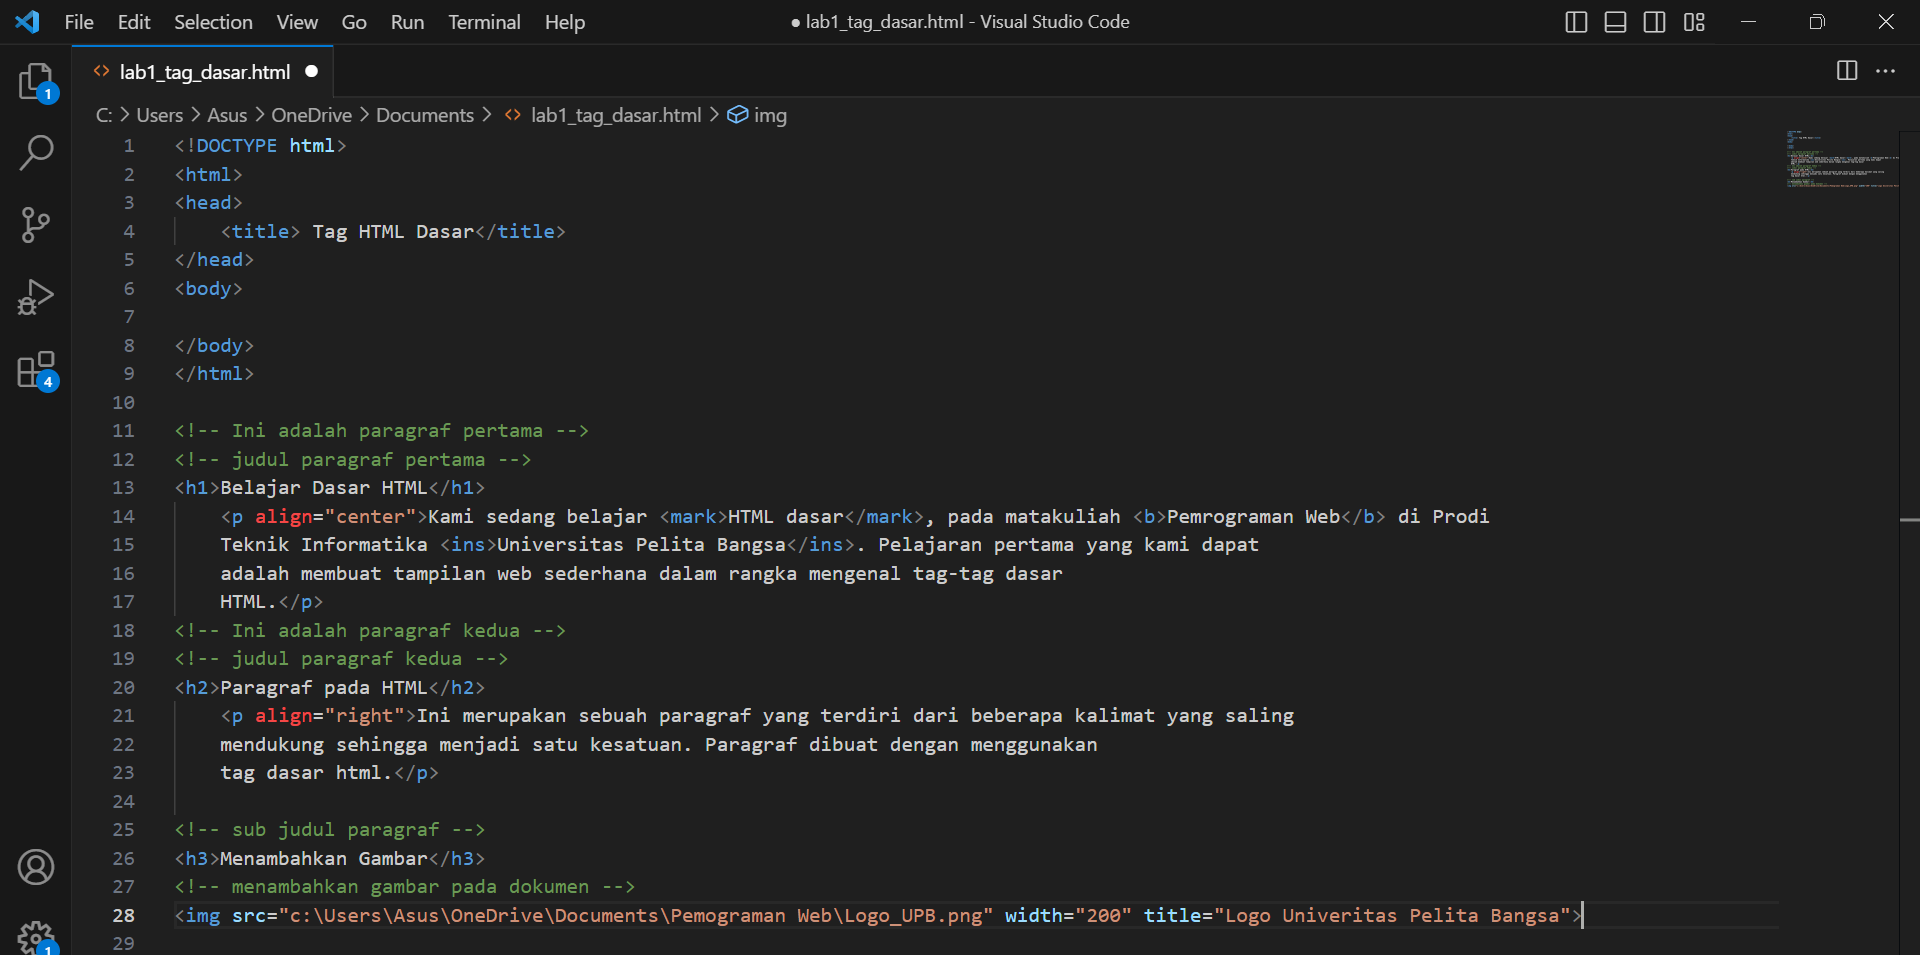 File Edit Selection View Go Run Terminal Help ● lab1_tag_dasar.html - Visual Studio Code
lab1_tag_dasar.html
C: > Users > Asus > OneDrive > Documents > lab1_tag_dasar.html > img
1
1 <!DOCTYPE html>
2 <html>
3 <head>
4 <title> Tag HTML Dasar</title>
5 </head>
6 <body>
7
8 </body>
9 </html>
4
10
11 <!-- Ini adalah paragraf pertama -->
12 <!-- judul paragraf pertama -->
13 <h1>Belajar Dasar HTML</h1>
14 <p align="center">Kami sedang belajar <mark>HTML dasar</mark>, pada matakuliah <b>Pemrograman Web</b> di Prodi
15 Teknik Informatika <ins>Universitas Pelita Bangsa</ins>. Pelajaran pertama yang kami dapat
16 adalah membuat tampilan web sederhana dalam rangka mengenal tag-tag dasar
17 HTML.</p>
18 <!-- Ini adalah paragraf kedua -->
19 <!-- judul paragraf kedua -->
20 <h2>Paragraf pada HTML</h2>
21 <p align="right">Ini merupakan sebuah paragraf yang terdiri dari beberapa kalimat yang saling
22 mendukung sehingga menjadi satu kesatuan. Paragraf dibuat dengan menggunakan
23 tag dasar html.</p>
24
25 <!-- sub judul paragraf -->
26 <h3>Menambahkan Gambar</h3>
27 <!-- menambahkan gambar pada dokumen -->
28 <img src="c:\Users\Asus\OneDrive\Documents\Pemograman Web\Logo_UPB.png" width="200" title="Logo Univeritas Pelita Bangsa">
29
1